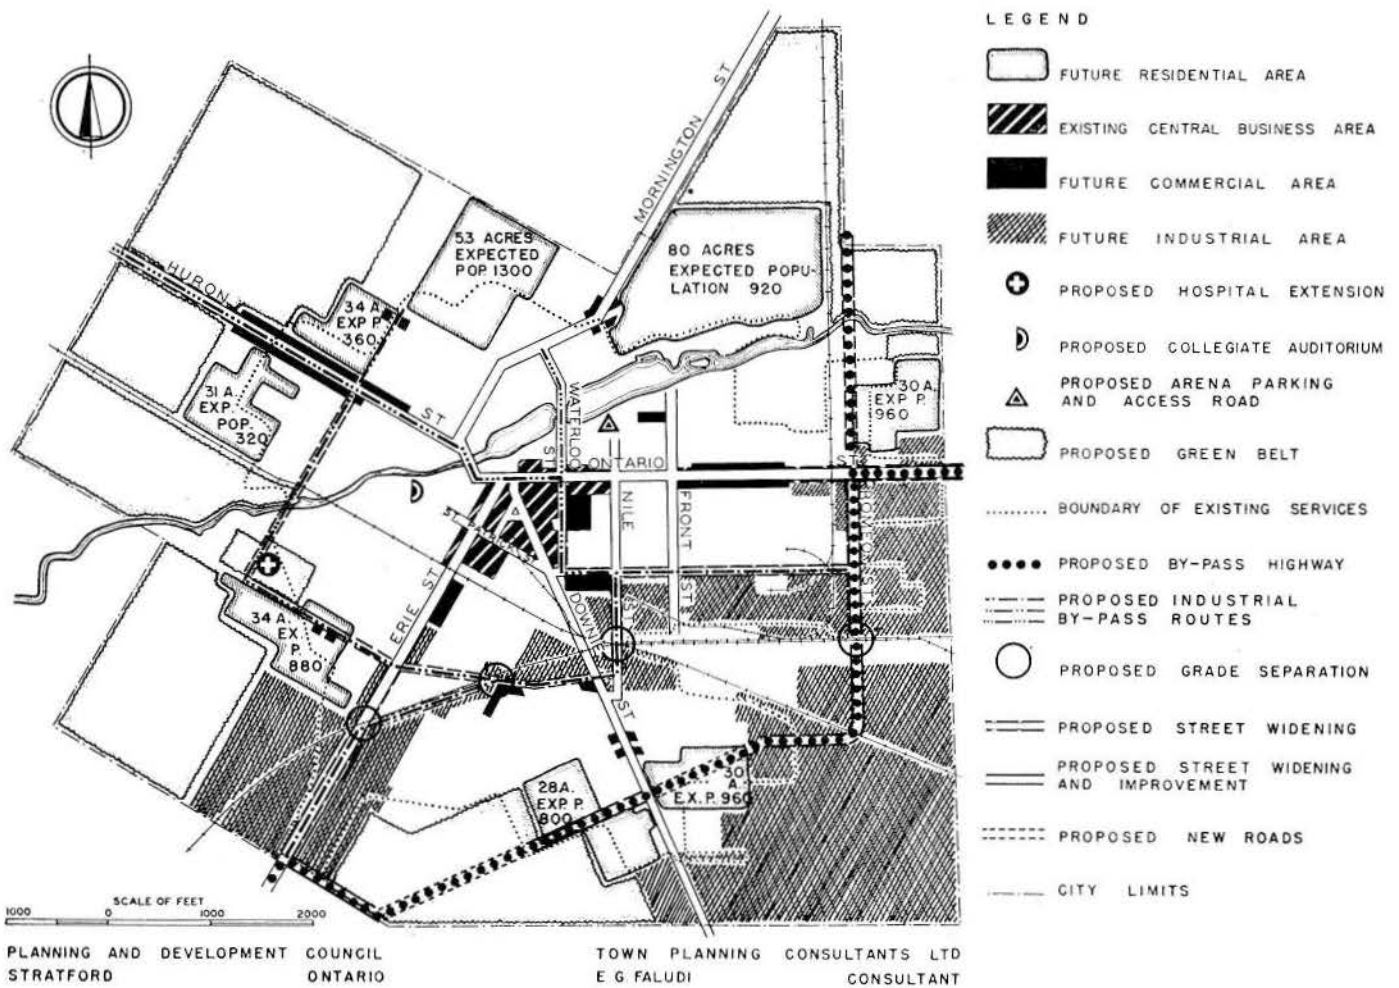 LEGEND
FUTURE RESIDENTIAL AREA
EXISTING CENTRAL BUSINESS AREA
FUTURE COMMERCIAL AREA
FUTURE INDUSTRIAL AREA
PROPOSED HOSPITAL EXTENSION
PROPOSED COLLEGIATE AUDITORIUM
PROPOSED ARENA PARKING
AND ACCESS ROAD
PROPOSED GREEN BELT
BOUNDARY OF EXISTING SERVICES
PROPOSED BY-PASS HIGHWAY
PROPOSED INDUSTRIAL
BY-PASS ROUTES
PROPOSED GRADE SEPARATION
PROPOSED STREET WIDENING
PROPOSED STREET WIDENING
AND IMPROVEMENT
PROPOSED NEW ROADS
CITY LIMITS
MORNINGTON ST
53 ACRES
EXPECTED
POP. 1300
80 ACRES
EXPECTED POPU-
LATION 920
HURON ST
34 A
EXP P.
360
31 A.
EXP.
POP.
320
30 A.
EXP P.
960
WATERLOO ST
ONTARIO ST
NILE ST
FRONT ST
ROMEO ST
ERIE ST
DOWNIE ST
34 A
EX.
P.
880
28A.
EXP P.
800
30
A.
EX. P. 960
SCALE OF FEET
1000 0 1000 2000
PLANNING AND DEVELOPMENT COUNCIL
STRATFORD ONTARIO
TOWN PLANNING CONSULTANTS LTD
E G FALUDI CONSULTANT